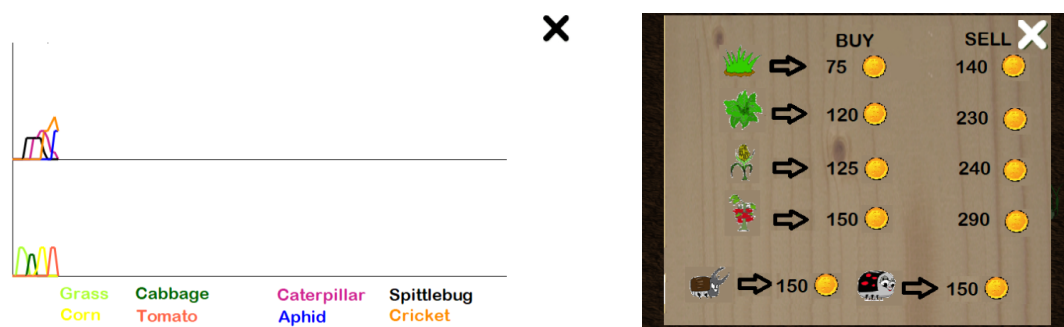 Grass Cabbage Caterpillar Spittlebug
Corn Tomato Aphid Cricket
BUY SELL
75 140
120 230
125 240
150 290
150 150